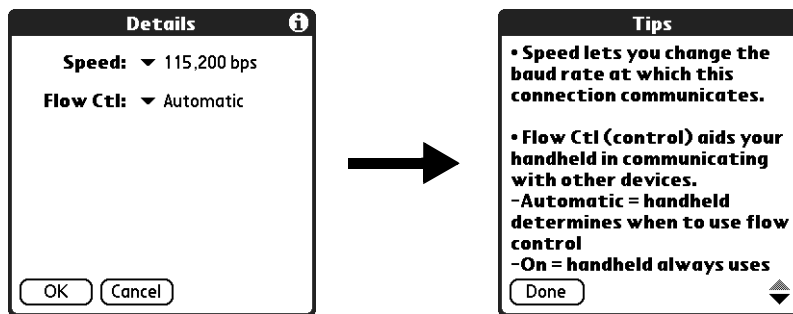 Details
Speed: 115,200 bps
Flow Ctl: Automatic
OK Cancel
Tips
• Speed lets you change the
baud rate at which this
connection communicates.
• Flow Ctl (control) aids your
handheld in communicating
with other devices.
-Automatic = handheld
determines when to use flow
control
-On = handheld always uses
Done